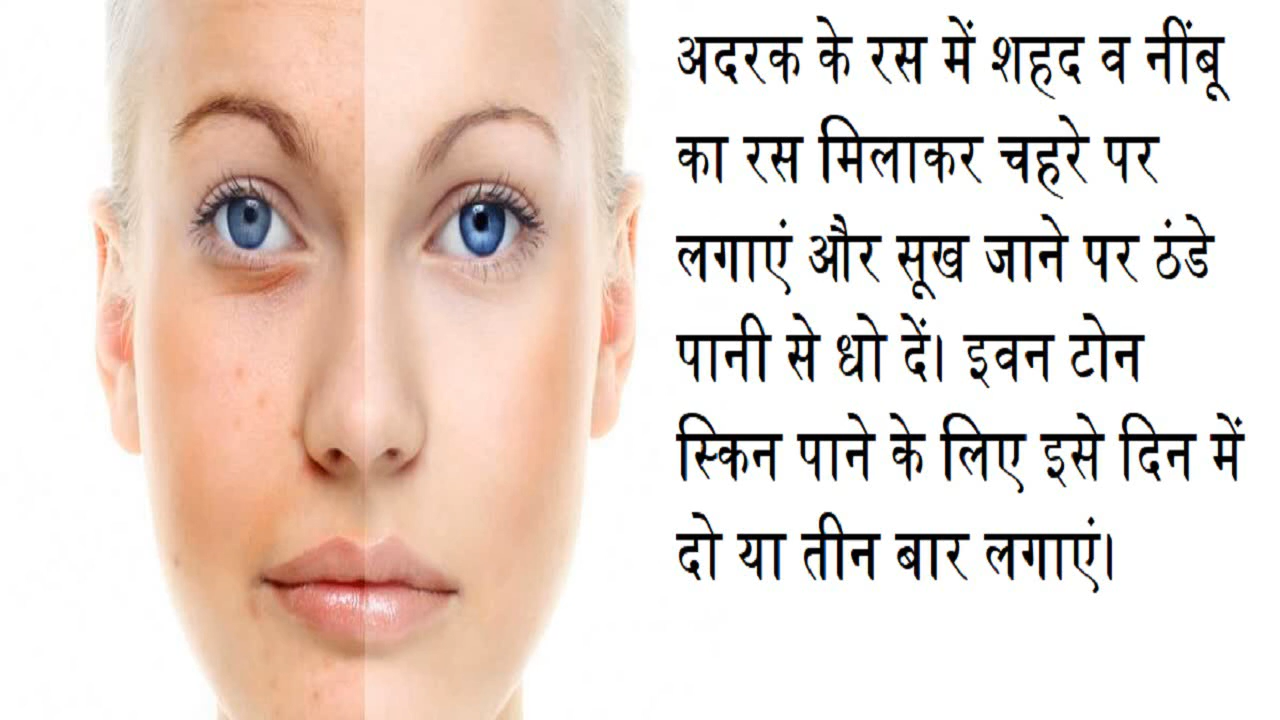 अदरक के रस में शहद व नींबू
का रस मिलाकर चहरे पर
लगाएं और सूख जाने पर ठंडे
पानी से धो दें। इवन टोन
स्किन पाने के लिए इसे दिन में
दो या तीन बार लगाएं।